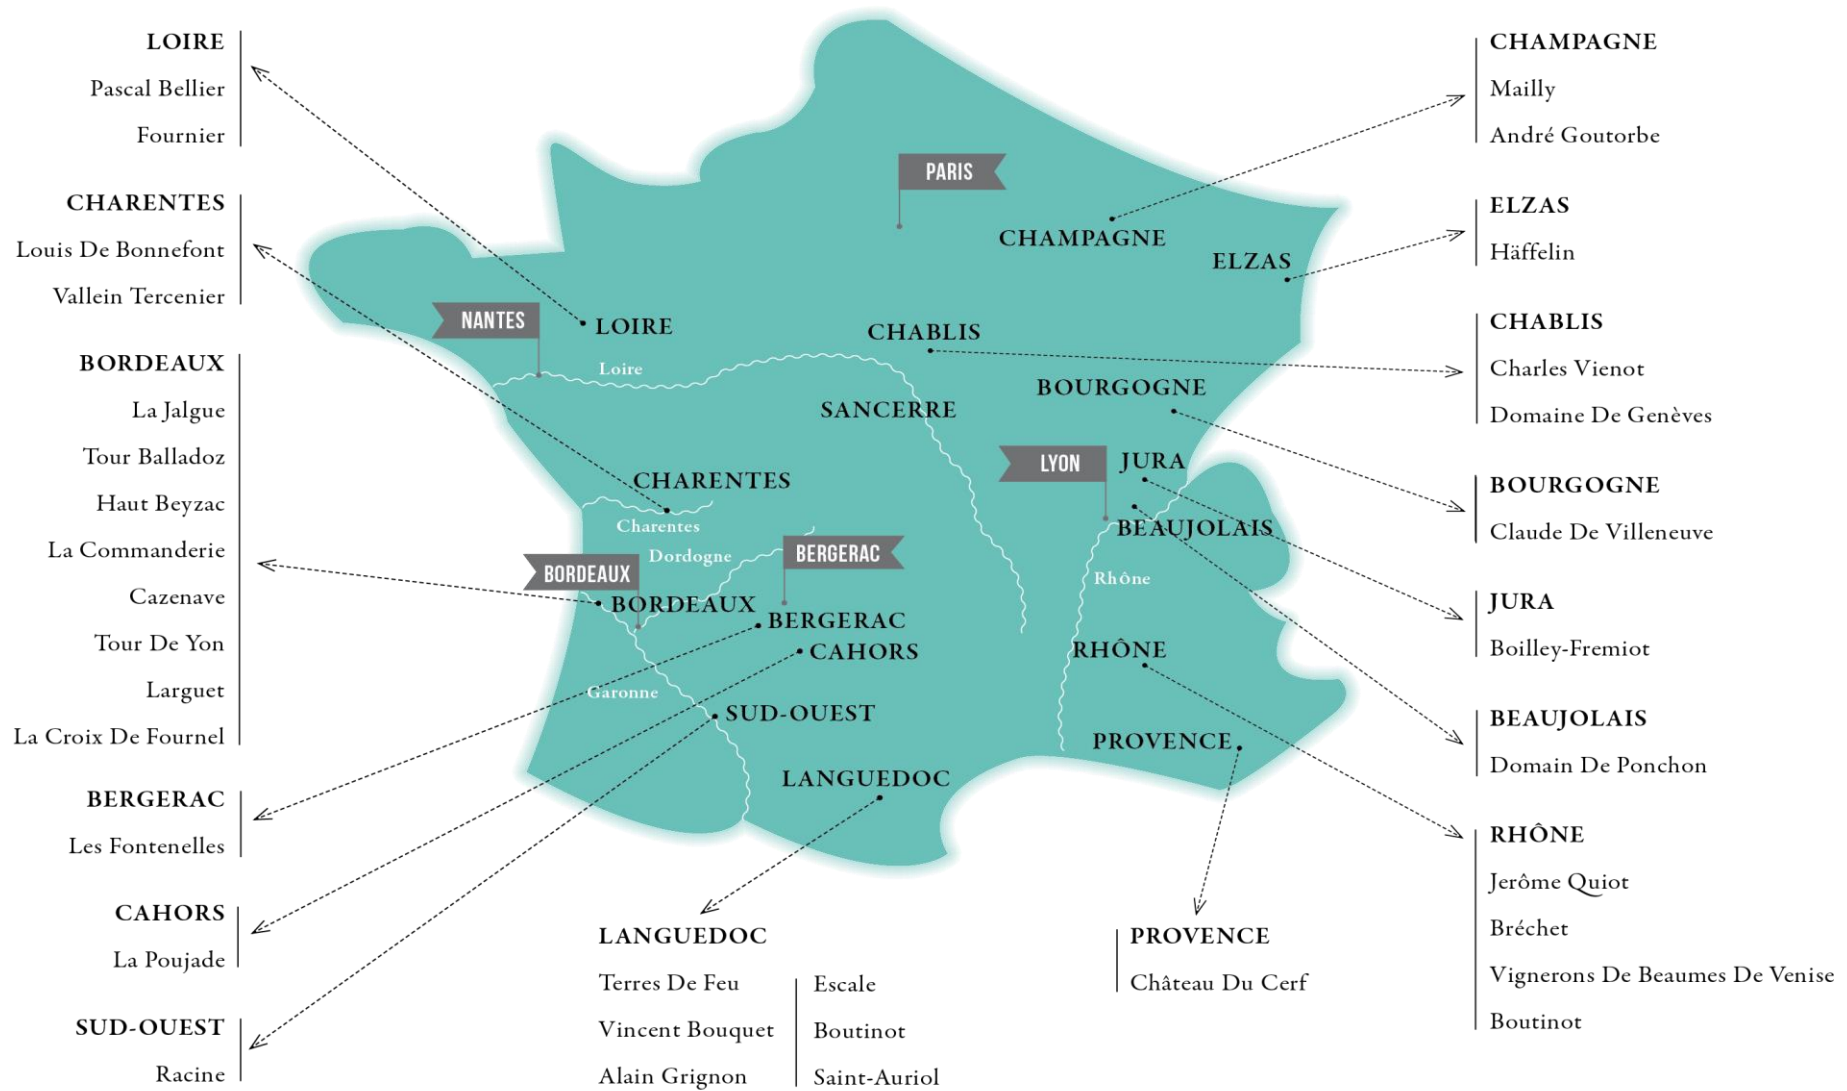 LOIRE
Pascal Bellier
Fournier
CHARENTES
Louis De Bonnefont
Vallein Tercenier
BORDEAUX
La Jalgue
Tour Balladoz
Haut Beyzac
La Commanderie
Cazenave
Tour De Yon
Larguet
La Croix De Fournel
BERGERAC
Les Fontenelles
CAHORS
La Poujade
SUD-OUEST
Racine
PARIS
CHAMPAGNE
ELZAS
NANTES
LOIRE
CHABLIS
Loire
BOURGOGNE
SANCERRE
LYON
JURA
CHARENTES
Charentes
BEAUJOLAIS
Dordogne
BORDEAUX
BERGERAC
Rhône
BORDEAUX
BERGERAC
CAHORS
RHÔNE
Garonne
SUD-OUEST
PROVENCE
LANGUEDOC
LANGUEDOC
Terres De Feu
Vincent Bouquet
Alain Grignon
Escale
Boutinot
Saint-Auriol
PROVENCE
Château Du Cerf
CHAMPAGNE
Mailly
André Goutorbe
ELZAS
Häffelin
CHABLIS
Charles Vienot
Domaine De Genèves
BOURGOGNE
Claude De Villeneuve
JURA
Boilley-Fremiot
BEAUJOLAIS
Domain De Ponchon
RHÔNE
Jerôme Quiot
Bréchet
Vignerons De Beaumes De Venise
Boutinot